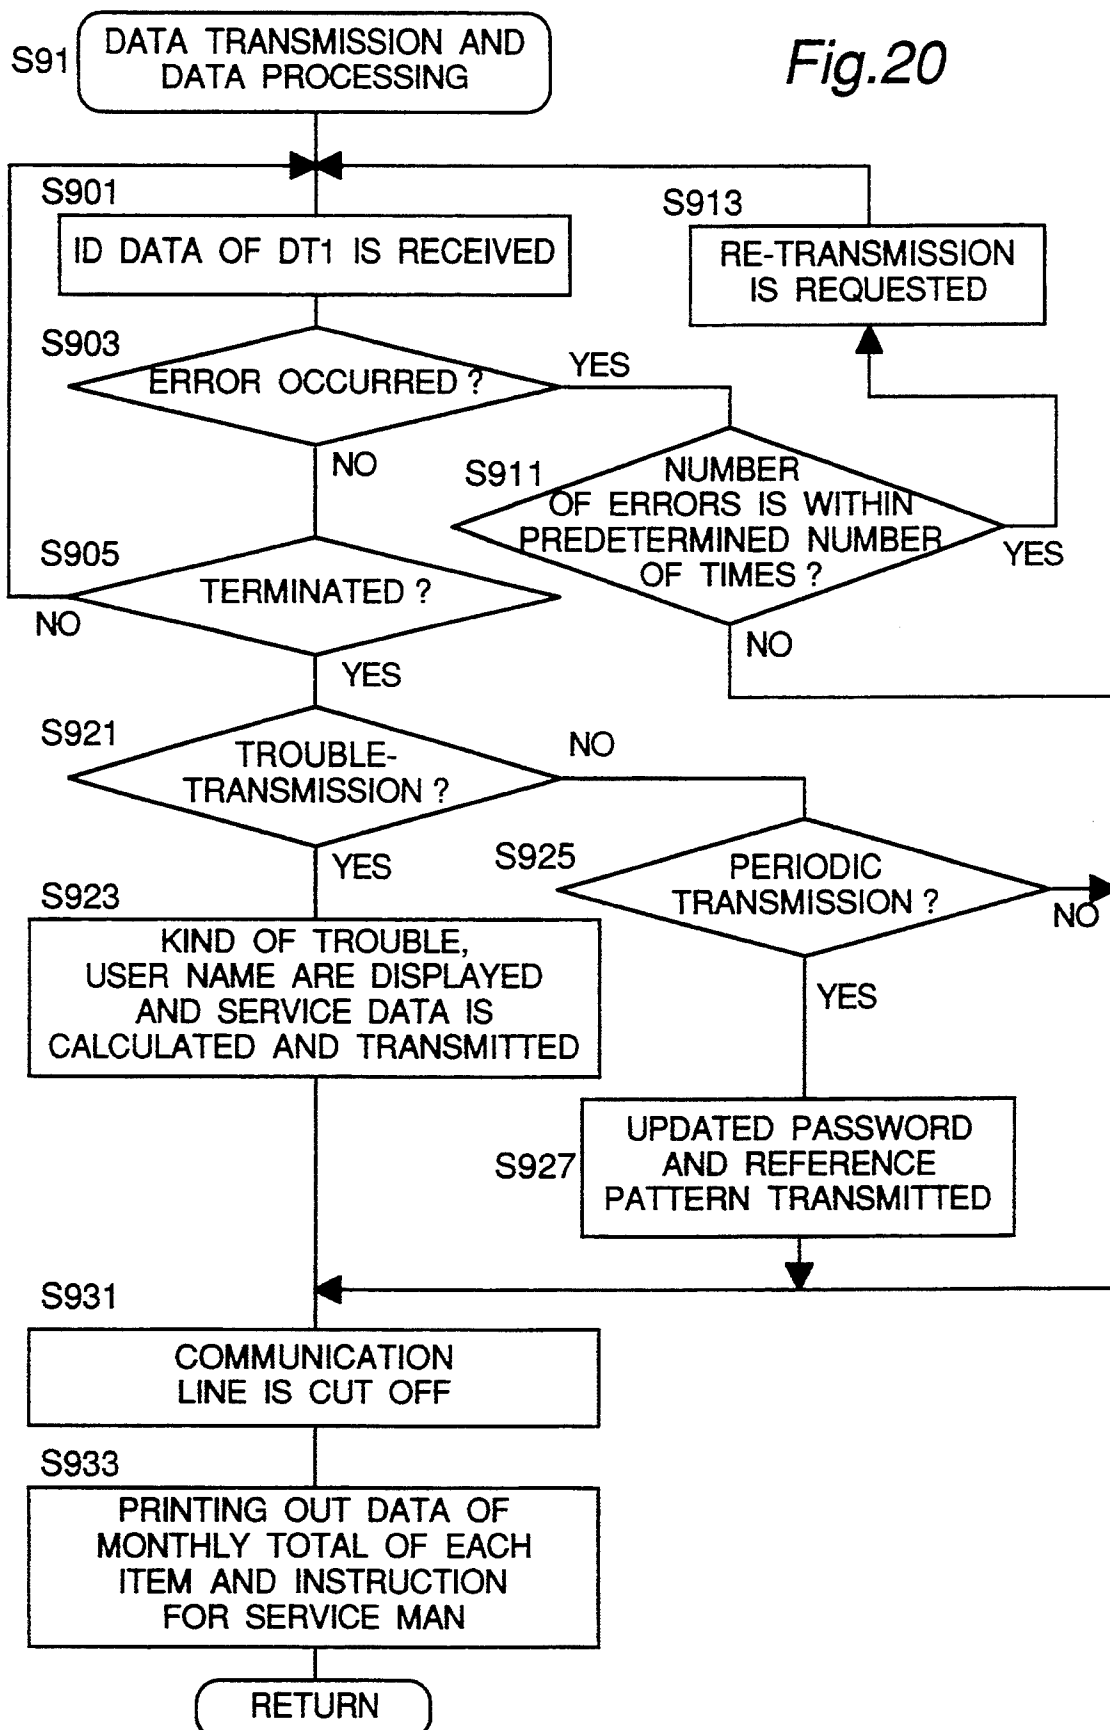 Fig.20
S91
DATA TRANSMISSION AND
DATA PROCESSING
S901
ID DATA OF DT1 IS RECEIVED
S913
RE-TRANSMISSION
IS REQUESTED
S903
ERROR OCCURRED ?
YES
NO
S911
NUMBER
OF ERRORS IS WITHIN
PREDETERMINED NUMBER
OF TIMES ?
YES
NO
S905
TERMINATED ?
NO
YES
S921
TROUBLE-
TRANSMISSION ?
NO
YES
S925
PERIODIC
TRANSMISSION ?
NO
YES
S923
KIND OF TROUBLE,
USER NAME ARE DISPLAYED
AND SERVICE DATA IS
CALCULATED AND TRANSMITTED
S927
UPDATED PASSWORD
AND REFERENCE
PATTERN TRANSMITTED
S931
COMMUNICATION
LINE IS CUT OFF
S933
PRINTING OUT DATA OF
MONTHLY TOTAL OF EACH
ITEM AND INSTRUCTION
FOR SERVICE MAN
RETURN